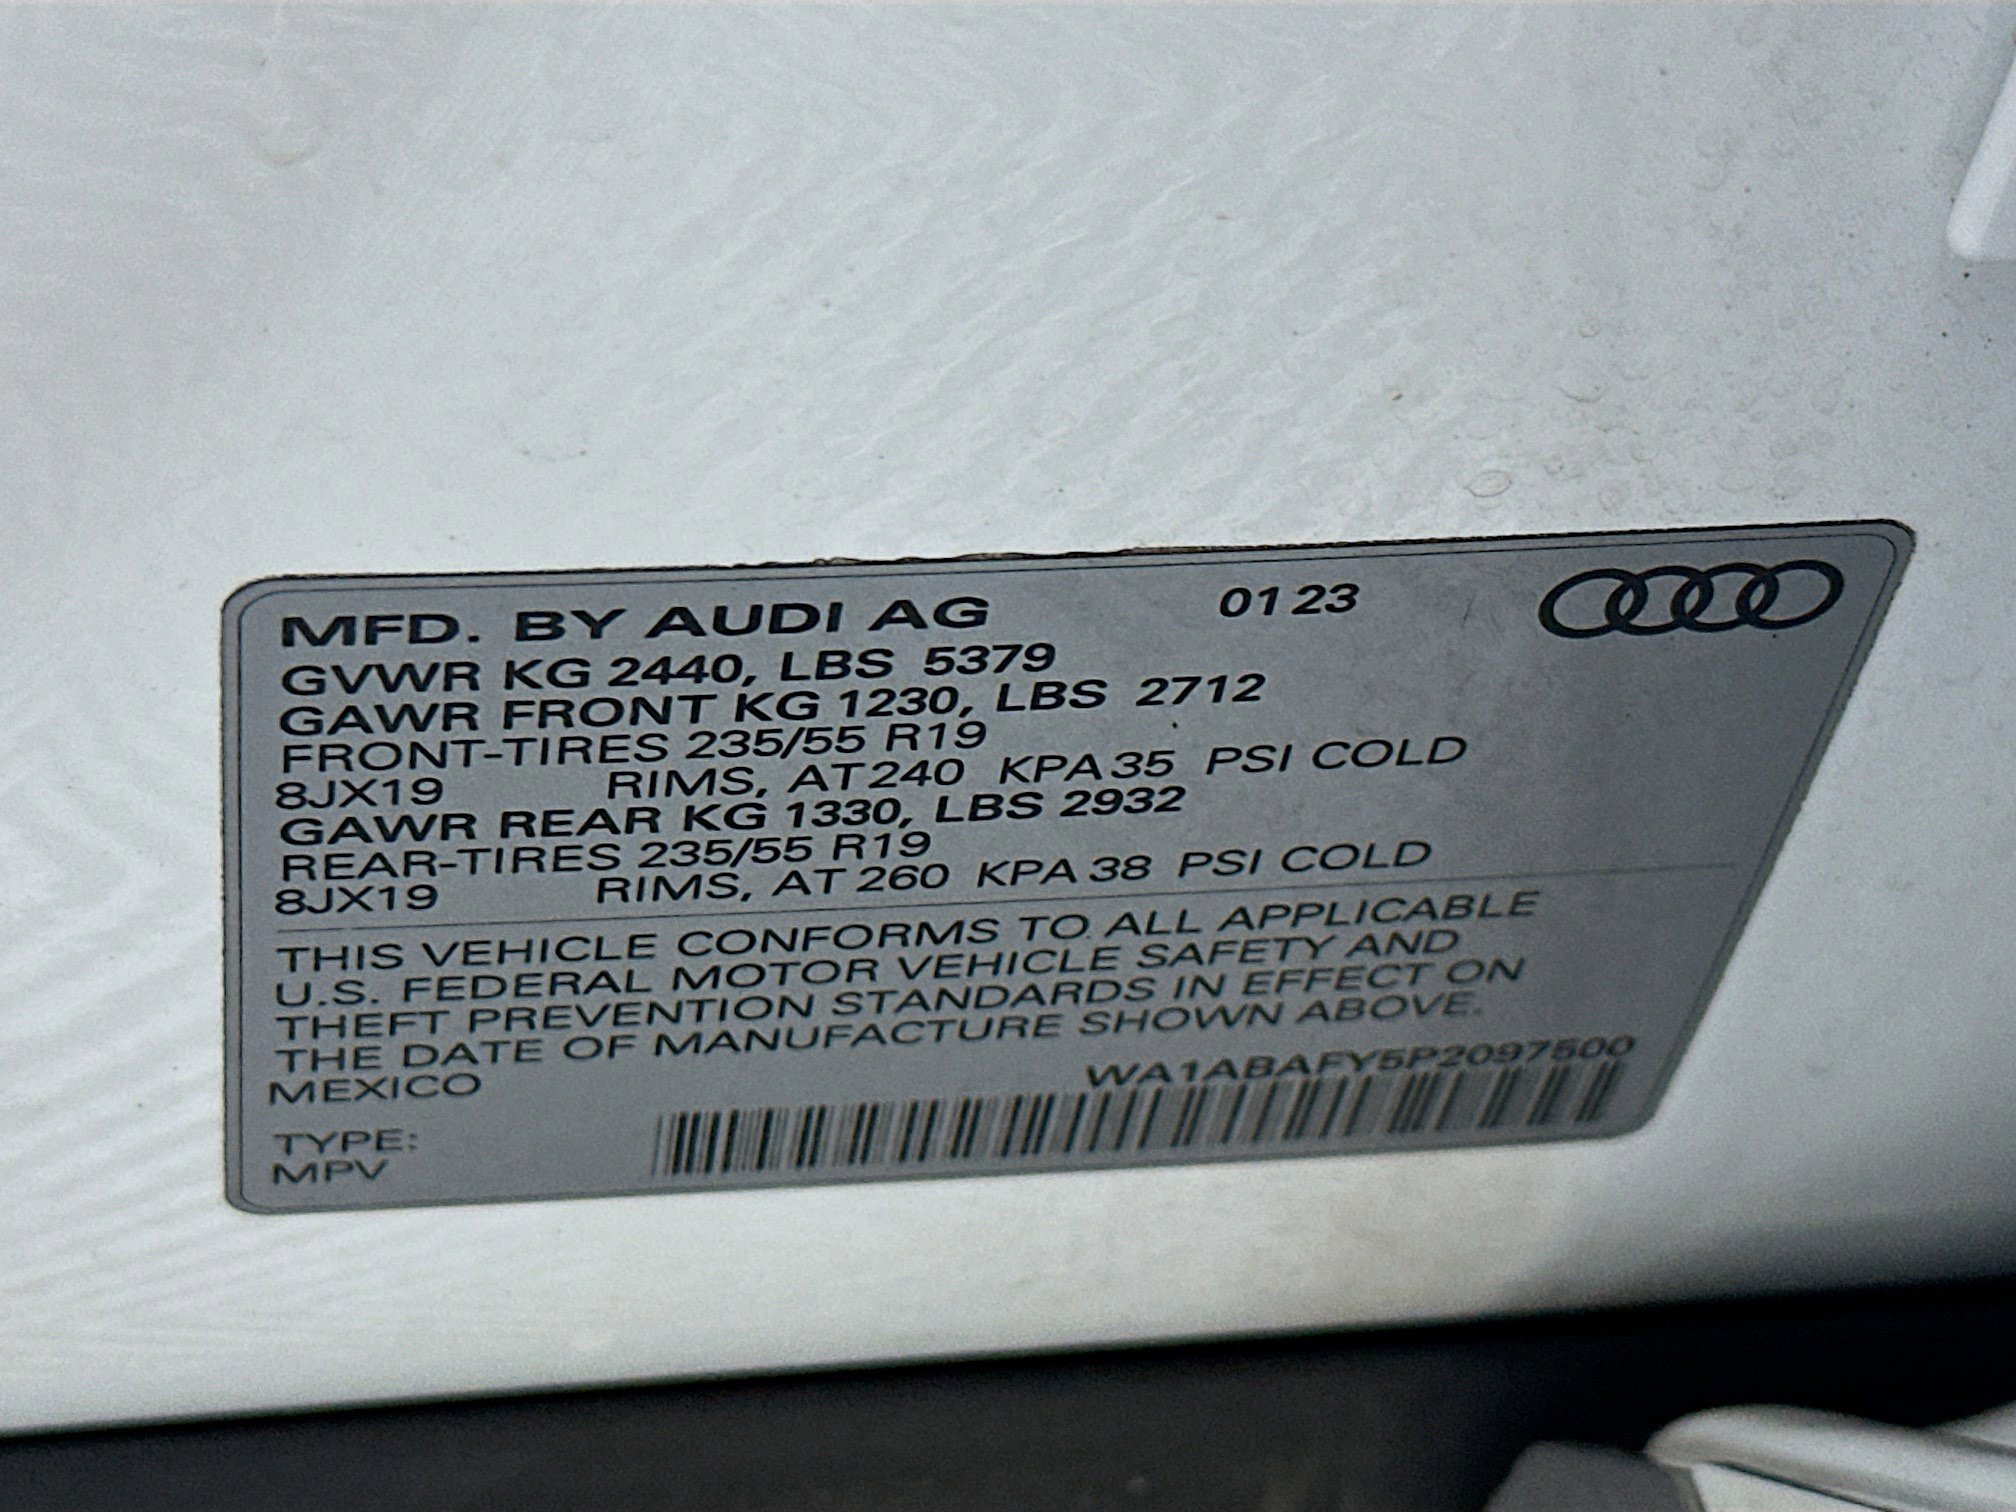 MFD. BY AUDI AG 01 23
GVWR KG 2440, LBS 5379
GAWR FRONT KG 1230, LBS 2712
FRONT-TIRES 235/55 R19
8JX19 RIMS, AT 240 KPA 35 PSI COLD
GAWR REAR KG 1330, LBS 2932
REAR-TIRES 235/55 R19
8JX19 RIMS, AT 260 KPA 38 PSI COLD
THIS VEHICLE CONFORMS TO ALL APPLICABLE
U.S. FEDERAL MOTOR VEHICLE SAFETY AND
THEFT PREVENTION STANDARDS IN EFFECT ON
THE DATE OF MANUFACTURE SHOWN ABOVE.
MEXICO
WA1ABAFY5P2097500
TYPE:
MPV